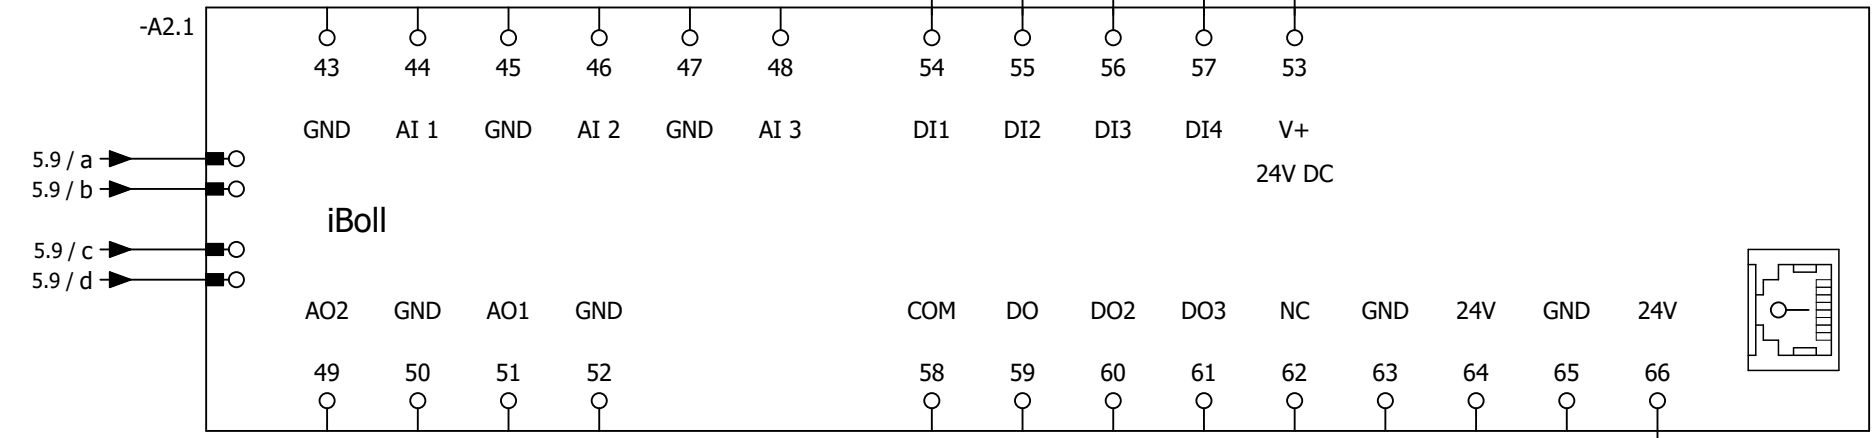 -A2.1
43 44 45 46 47 48 54 55 56 57 53
GND AI 1 GND AI 2 GND AI 3 DI1 DI2 DI3 DI4 V+
5.9 / a
24V DC
5.9 / b
iBoll
5.9 / c
5.9 / d
AO2 GND AO1 GND COM DO DO2 DO3 NC GND 24V GND 24V
49 50 51 52 58 59 60 61 62 63 64 65 66